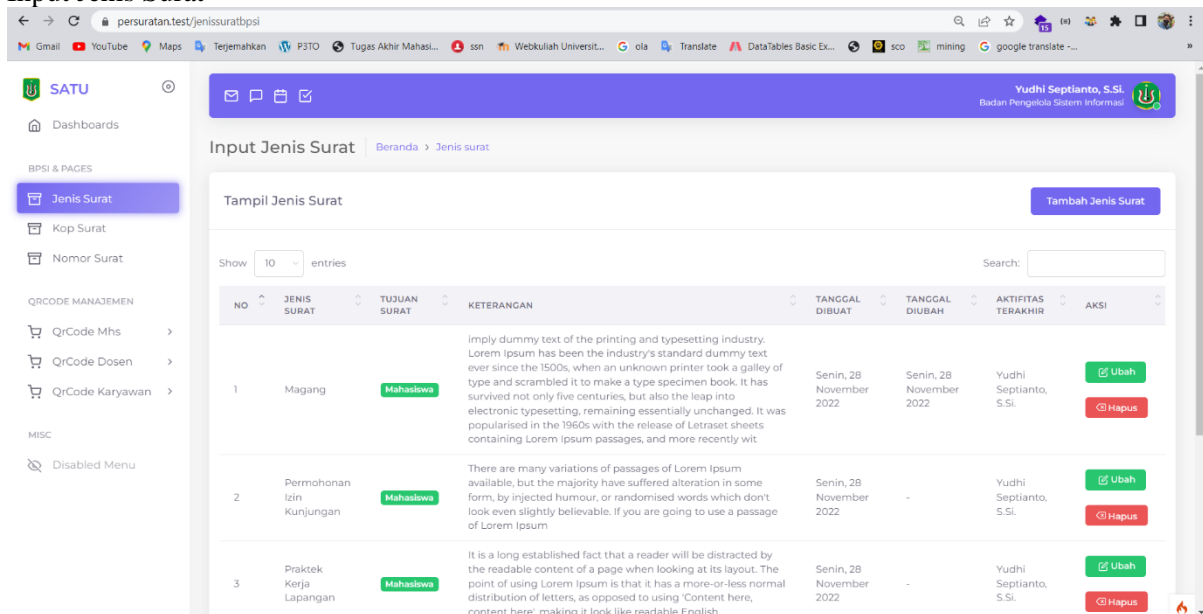 Input Jenis Surat
persuratan.test/jenissuratbpsi
15
Gmail YouTube Maps Terjemahkan P3TO Tugas Akhir Mahasi... ssn Webkuliah Universit... ola Translate DataTables Basic Ex... sco mining google translate -... »
SATU
Yudhi Septianto, S.Si.
Badan Pengelola Sistem Informasi
Dashboards
Input Jenis Surat Beranda > Jenis surat
BPSI & PAGES
Jenis Surat
Kop Surat
Nomor Surat
QRCODE MANAJEMEN
QrCode Mhs
QrCode Dosen
QrCode Karyawan
MISC
Disabled Menu
Tampil Jenis Surat
Tambah Jenis Surat
Show 10 entries
Search:
NO JENIS SURAT TUJUAN SURAT KETERANGAN TANGGAL DIBUAT TANGGAL DIUBAH AKTIFITAS TERAKHIR AKSI
1
Magang
Mahasiswa
imply dummy text of the printing and typesetting industry.
Lorem Ipsum has been the industry's standard dummy text
ever since the 1500s, when an unknown printer took a galley of
type and scrambled it to make a type specimen book. It has
survived not only five centuries, but also the leap into
electronic typesetting, remaining essentially unchanged. It was
popularised in the 1960s with the release of Letraset sheets
containing Lorem Ipsum passages, and more recently wit
Senin, 28
November
2022
Senin, 28
November
2022
Yudhi
Septianto,
S.Si.
Ubah
Hapus
2
Permohonan
Izin
Kunjungan
Mahasiswa
There are many variations of passages of Lorem Ipsum
available, but the majority have suffered alteration in some
form, by injected humour, or randomised words which don't
look even slightly believable. If you are going to use a passage
of Lorem Ipsum
Senin, 28
November
2022
-
Yudhi
Septianto,
S.Si.
Ubah
Hapus
3
Praktek
Kerja
Lapangan
Mahasiswa
It is a long established fact that a reader will be distracted by
the readable content of a page when looking at its layout. The
point of using Lorem Ipsum is that it has a more-or-less normal
distribution of letters, as opposed to using 'Content here,
content here', making it look like readable English
Senin, 28
November
2022
-
Yudhi
Septianto,
S.Si.
Ubah
Hapus